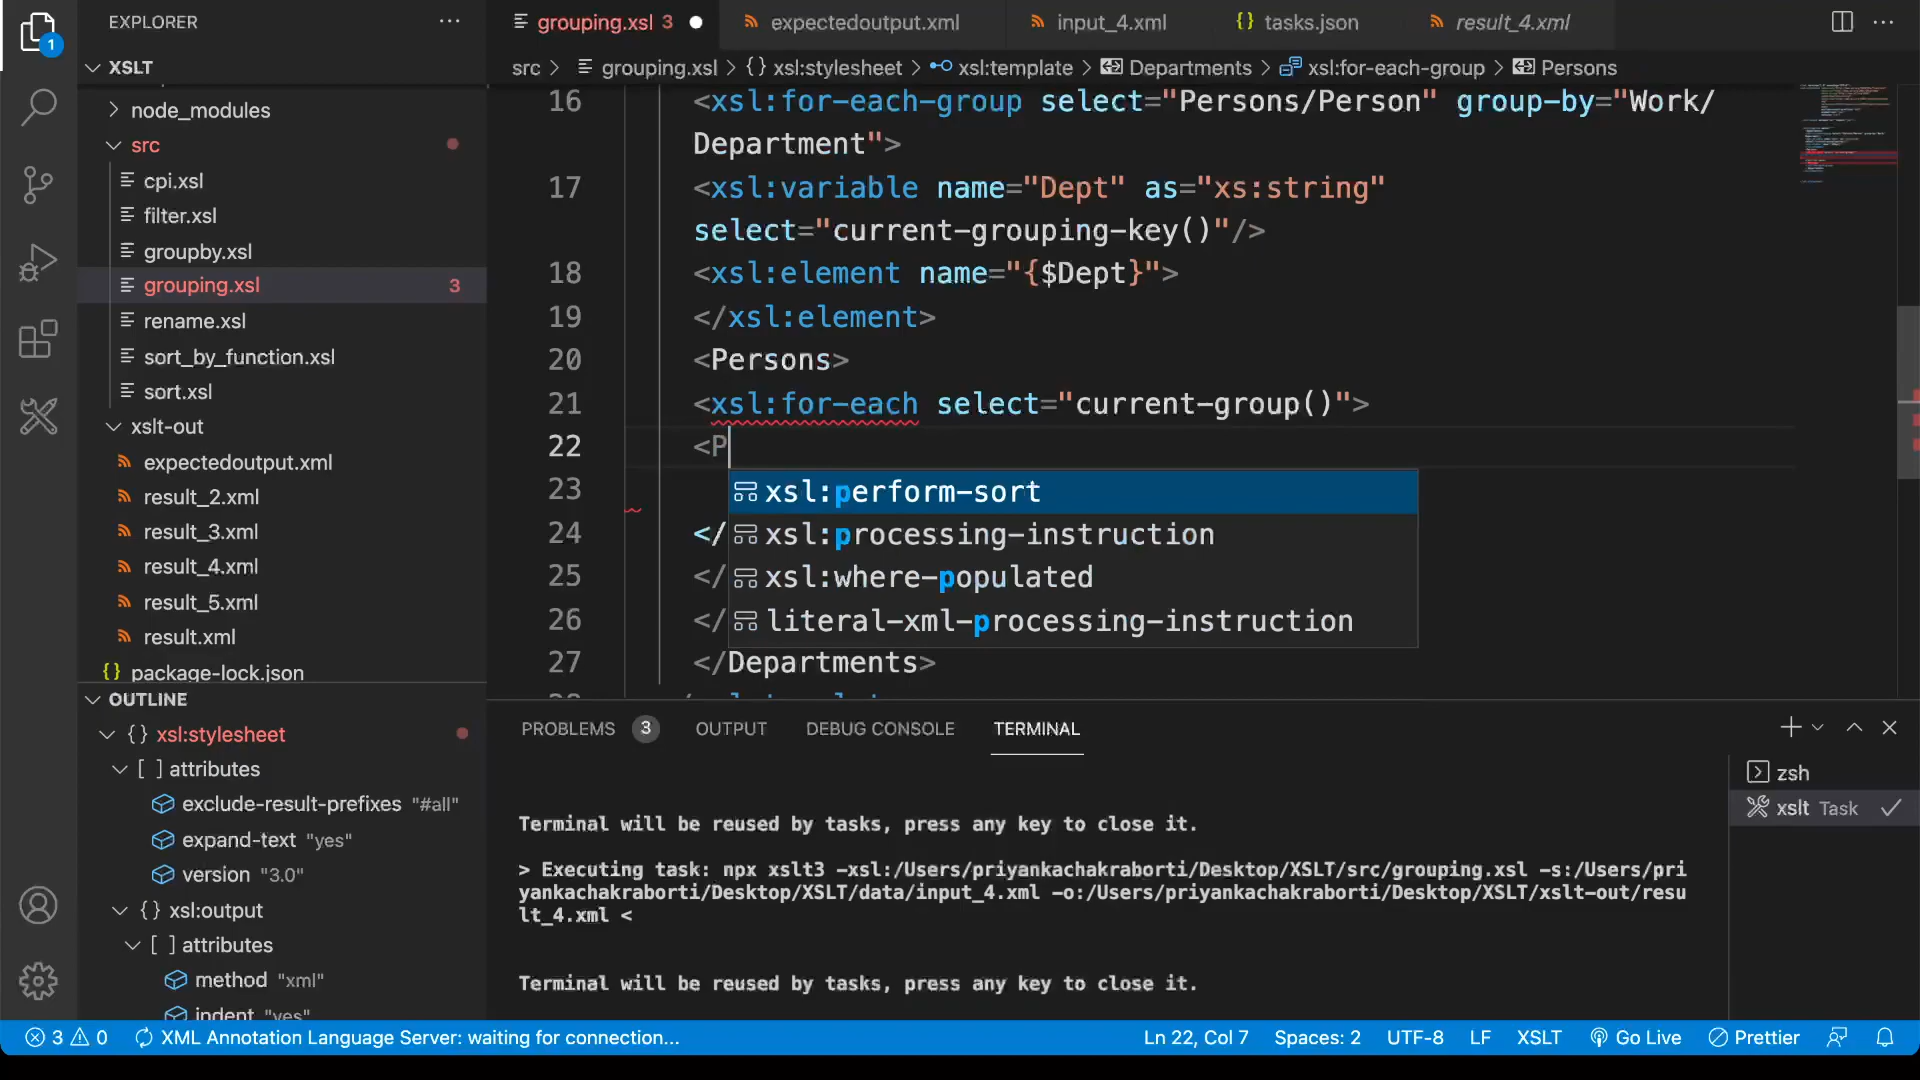 EXPLORER
grouping.xsl 3
expectedoutput.xml
input_4.xml
{} tasks.json
result_4.xml
1
XSLT
src > grouping.xsl > {} xsl:stylesheet > xsl:template > Departments > xsl:for-each-group > Persons
node_modules
src
cpi.xsl
filter.xsl
groupby.xsl
grouping.xsl 3
rename.xsl
sort_by_function.xsl
sort.xsl
xslt-out
expectedoutput.xml
result_2.xml
result_3.xml
result_4.xml
result_5.xml
result.xml
{} package-lock.json
16 <xsl:for-each-group select="Persons/Person" group-by="Work/
Department">
17 <xsl:variable name="Dept" as="xs:string"
select="current-grouping-key()"/>
18 <xsl:element name="{$Dept}">
19 </xsl:element>
20 <Persons>
21 <xsl:for-each select="current-group()">
22 <P
23
24 </
25 </
26 </
27 </Departments>
xsl:perform-sort
xsl:processing-instruction
xsl:where-populated
literal-xml-processing-instruction
OUTLINE
{} xsl:stylesheet
[ ] attributes
exclude-result-prefixes "#all"
expand-text "yes"
version "3.0"
{} xsl:output
[ ] attributes
method "xml"
indent "yes"
PROBLEMS 3 OUTPUT DEBUG CONSOLE TERMINAL
Terminal will be reused by tasks, press any key to close it.
> Executing task: npx xslt3 -xsl:/Users/priyankachakraborti/Desktop/XSLT/src/grouping.xsl -s:/Users/pri
yankachakraborti/Desktop/XSLT/data/input_4.xml -o:/Users/priyankachakraborti/Desktop/XSLT/xslt-out/resu
lt_4.xml <
Terminal will be reused by tasks, press any key to close it.
zsh
xslt Task
3 0 XML Annotation Language Server: waiting for connection... Ln 22, Col 7 Spaces: 2 UTF-8 LF XSLT Go Live Prettier